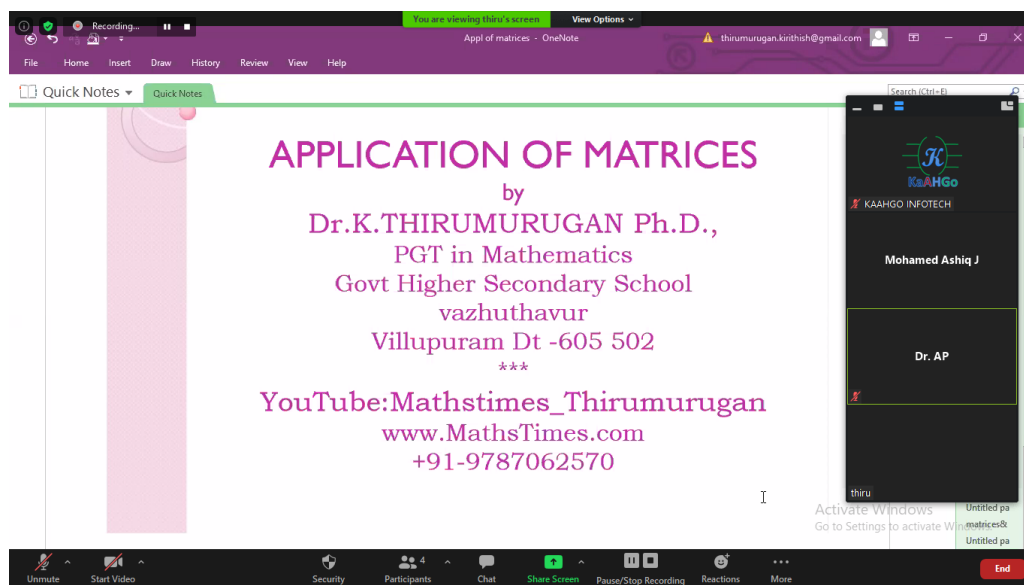 Recording...
You are viewing thiru's screen
View Options
Appl of matrices - OneNote
thirumurugan.kirithish@gmail.com
File Home Insert Draw History Review View Help
Quick Notes
Quick Notes
Search (Ctrl+E)
APPLICATION OF MATRICES
by
Dr.K.THIRUMURUGAN Ph.D.,
PGT in Mathematics
Govt Higher Secondary School
vazhuthavur
Villupuram Dt -605 502
***
YouTube:Mathstimes_Thirumurugan
www.MathsTimes.com
+91-9787062570
K
KaAHGo
KAAHGO INFOTECH
Mohamed Ashiq J
Dr. AP
thiru
Activate Windows
Go to Settings to activate Windows.
Untitled pa
matrices&
Untitled pa
Unmute Start Video Security Participants 4 Chat Share Screen Pause/Stop Recording Reactions More End